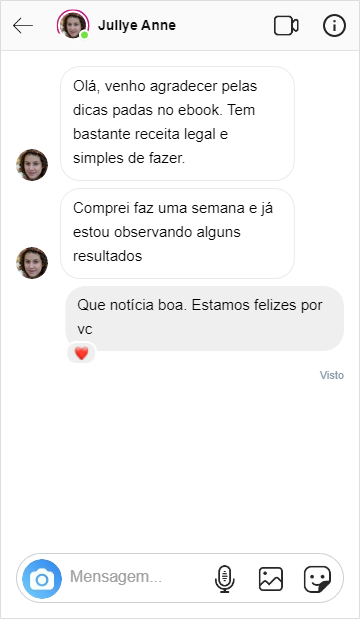 Jullye Anne
Olá, venho agradecer pelas
dicas padas no ebook. Tem
bastante receita legal e
simples de fazer.
Comprei faz uma semana e já
estou observando alguns
resultados
Que notícia boa. Estamos felizes por
vc
Visto
Mensagem...